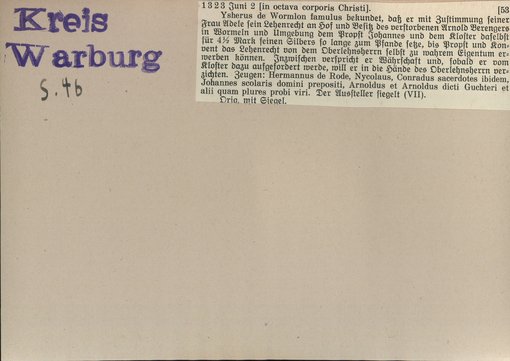 Kreis
Warburg
S. 46
1323 Juni 2 [in octava corporis Christi]. [53
Ysherus de Wormlon famulus bekundet, daß er mit Zustimmung seiner
Frau Adele sein Lehenrecht an Hof und Besitz des verstorbenen Arnold Berengers
in Wormeln und Umgebung dem Propst Johannes und dem Kloster daselbst
für 4½ Mark feinen Silbers so lange zum Pfande setze, bis Propst und Kon-
vent das Lehenrecht von dem Oberlehnsherrn selbst zu wahrem Eigentum er-
werben können. Inzwischen verspricht er Währschaft und, sobald er vom
Kloster dazu aufgefordert werde, will er in die Hände des Oberlehnsherrn ver-
zichten. Zeugen: Hermannus de Rode, Nycolaus, Conradus sacerdotes ibidem,
Johannes scolaris domini prepositi, Arnoldus et Arnoldus dicti Guchteri et
alii quam plures probi viri. Der Aussteller siegelt (VII).
Orig. mit Siegel.